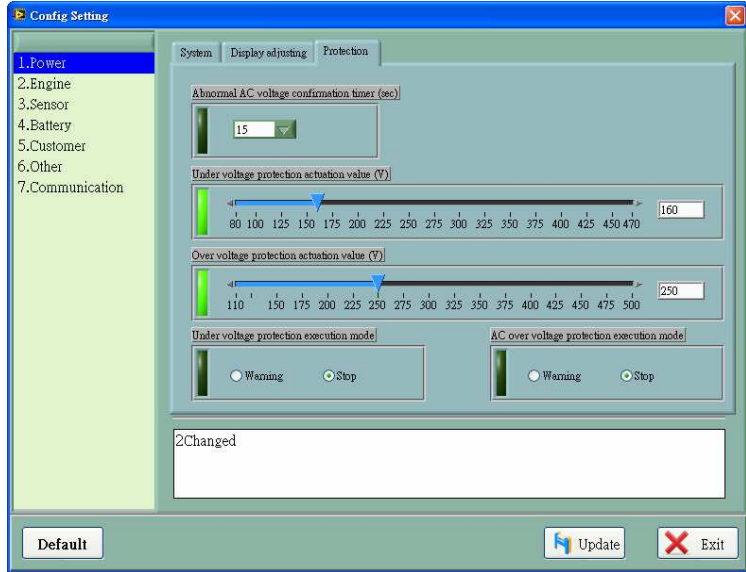 Config Setting
1.Power
2.Engine
3.Sensor
4.Battery
5.Customer
6.Other
7.Communication
System Display adjusting Protection
Abnormal AC voltage confirmation timer (sec)
15
Under voltage protection actuation value (V)
80 100 125 150 175 200 225 250 275 300 325 350 375 400 425 450 470
160
Over voltage protection actuation value (V)
110 150 175 200 225 250 275 300 325 350 375 400 425 450 475 500
250
Under voltage protection execution mode
Warning Stop
AC over voltage protection execution mode
Warning Stop
2Changed
Default Update Exit